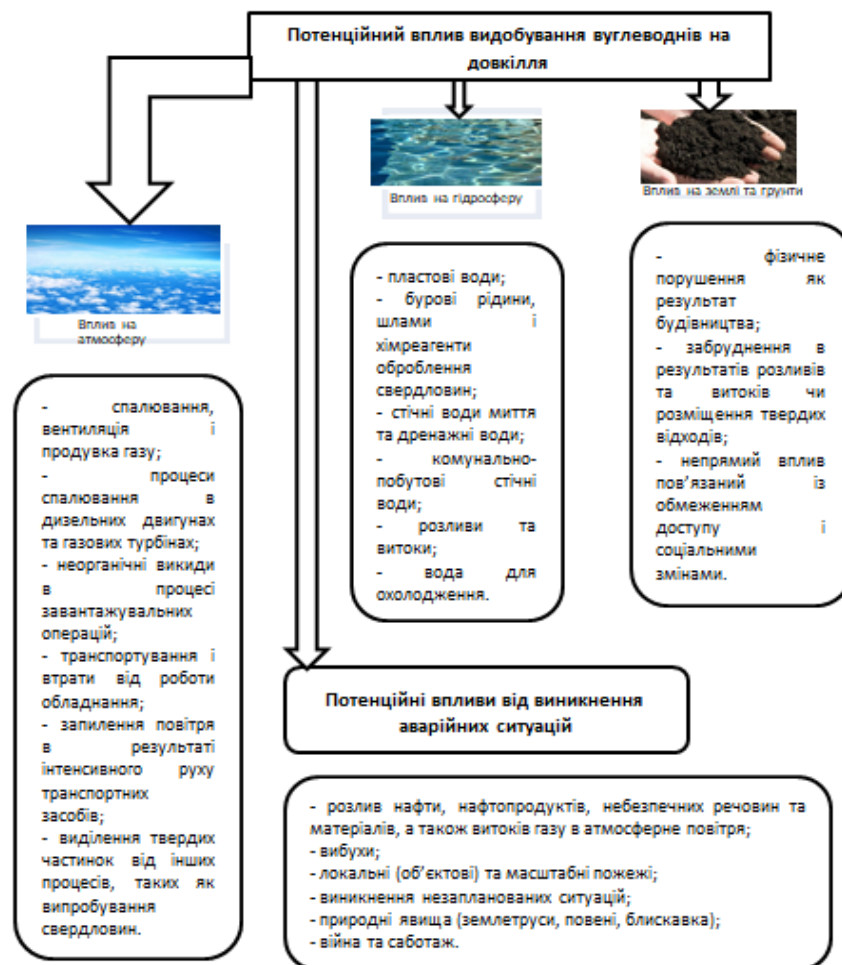 Потенційний вплив видобування вуглеводнів на
довкілля
Вплив на гідросферу
Вплив на землі та грунти
Вплив на
атмосферу
- спалювання,
вентиляція і
продувка газу;
- процеси
спалювання в
дизельних двигунах
та газових турбінах;
- неорганічні викиди
в процесі
завантажувальних
операцій;
- транспортування і
втрати від роботи
обладнання;
- запилення повітря
в результаті
інтенсивного руху
транспортних
засобів;
- виділення твердих
частинок від інших
процесів, таких як
випробування
свердловин.
- пластові води;
- бурові рідини,
шлами і
хімреагенти
оброблення
свердловин;
- стічні води миття
та дренажні води;
- комунально-
побутові стічні
води;
- розливи та
витоки;
- вода для
охолодження.
- фізичне
порушення як
результат
будівництва;
- забруднення в
результатів розливів
та витоків чи
розміщення твердих
відходів;
- непрямий вплив
пов’язаний із
обмеженням
доступу і
соціальними
змінами.
Потенційні впливи від виникнення
аварійних ситуацій
- розлив нафти, нафтопродуктів, небезпечних речовин та
матеріалів, а також витоків газу в атмосферне повітря;
- вибухи;
- локальні (об’єктові) та масштабні пожежі;
- виникнення незапланованих ситуацій;
- природні явища (землетруси, повені, блискавка);
- війна та саботаж.